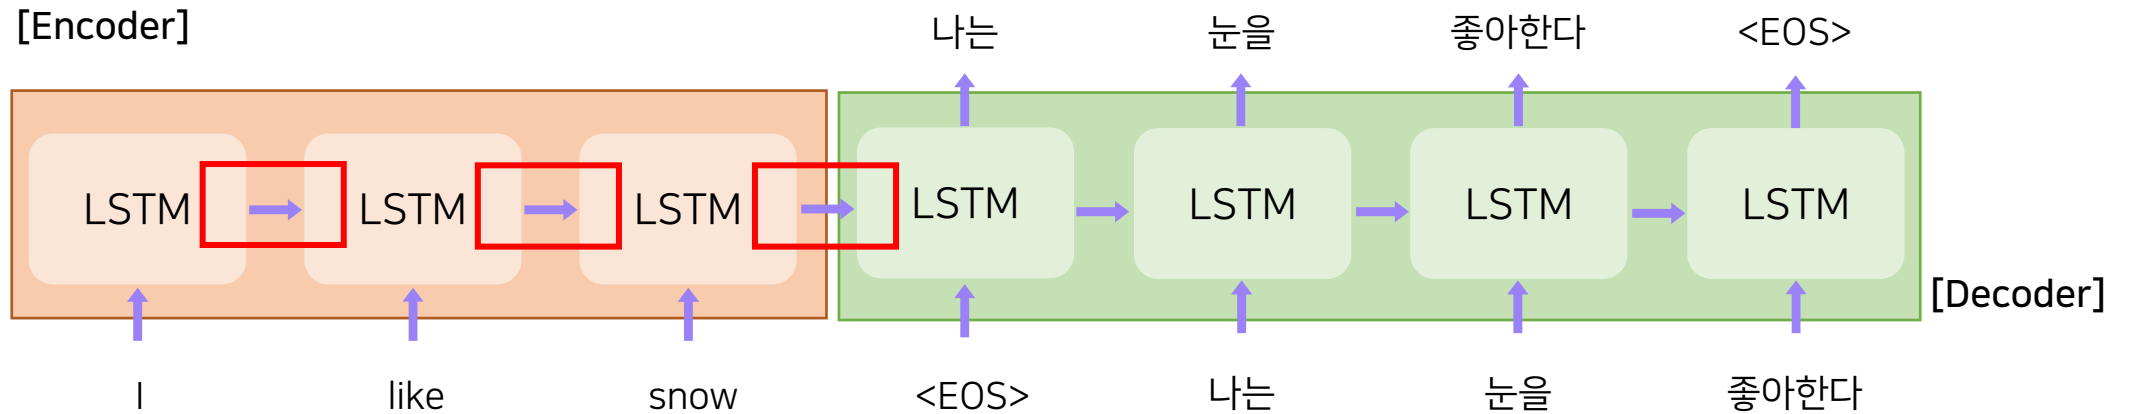 [Encoder]
나는 눈을 좋아한다 <EOS>
LSTM LSTM LSTM LSTM LSTM LSTM LSTM
[Decoder]
I like snow <EOS> 나는 눈을 좋아한다